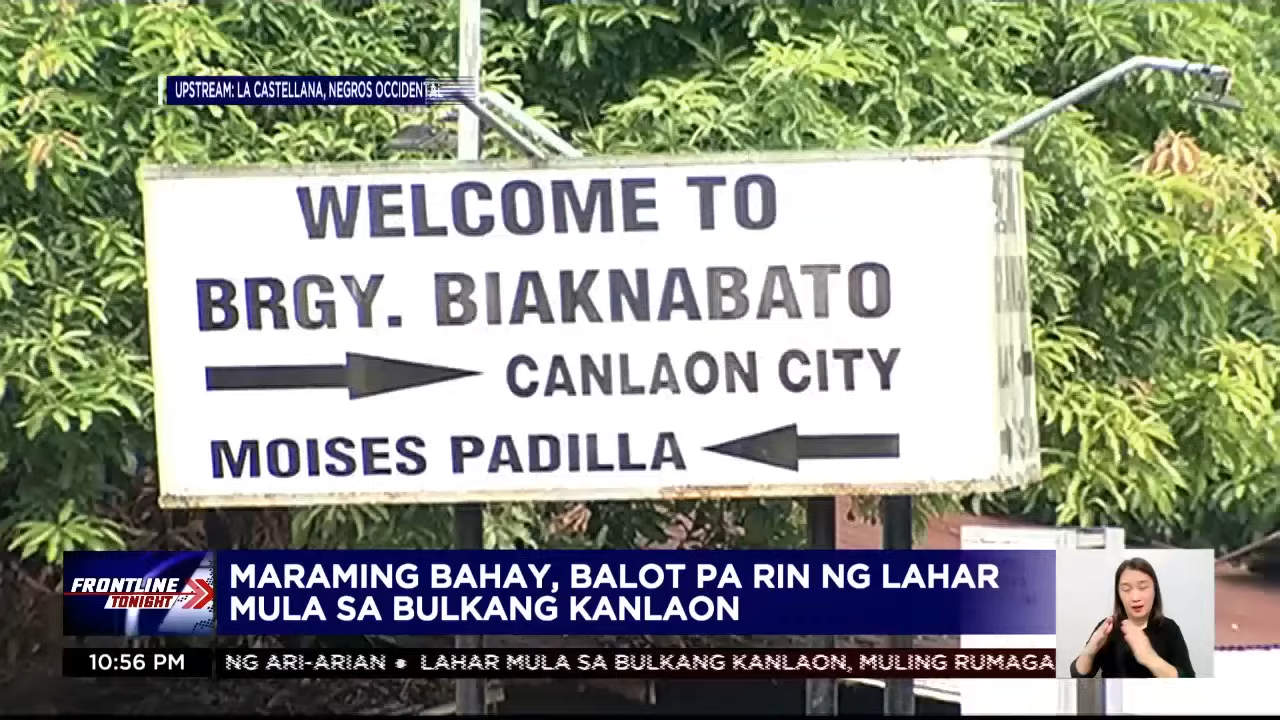 UPSTREAM: LA CASTELLANA, NEGROS OCCIDENTAL
WELCOME TO
BRGY. BIAKNABATO
CANLAON CITY
MOISES PADILLA
FRONTLINE
TONIGHT
MARAMING BAHAY, BALOT PA RIN NG LAHAR
MULA SA BULKANG KANLAON
10:56 PM
NG ARI-ARIAN • LAHAR MULA SA BULKANG KANLAON, MULING RUMAGA